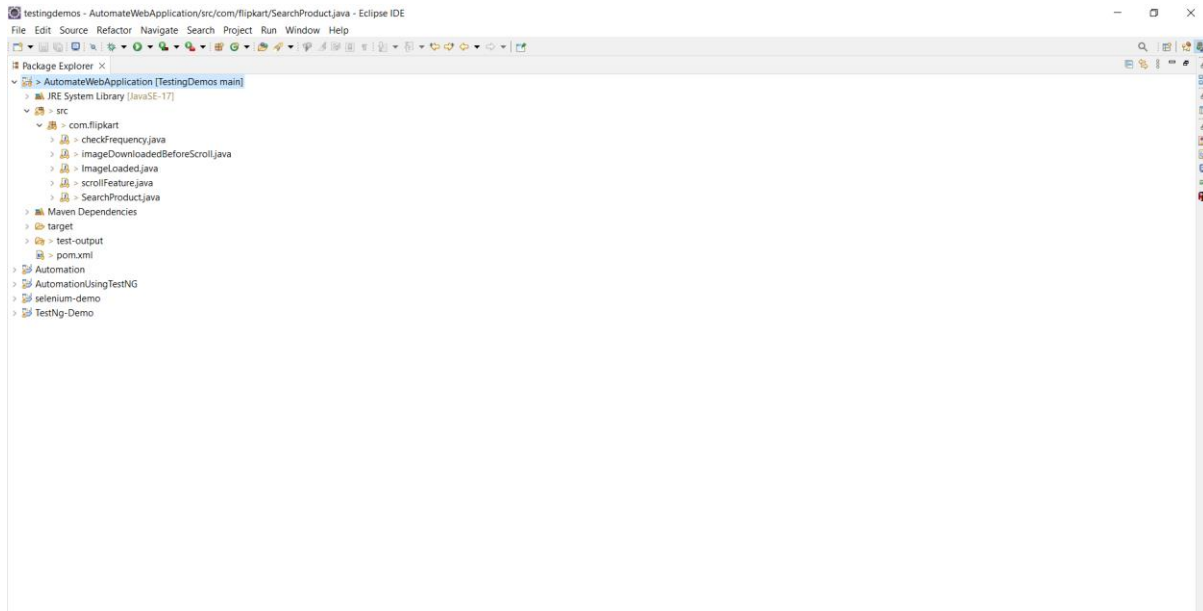 testingdemos - AutomateWebApplication/src/com/flipkart/SearchProduct.java - Eclipse IDE
File Edit Source Refactor Navigate Search Project Run Window Help
Package Explorer
> AutomateWebApplication [TestingDemos main]
JRE System Library [JavaSE-17]
> src
> com.flipkart
> checkFrequency.java
> imageDownloadedBeforeScroll.java
> ImageLoaded.java
> scrollFeature.java
> SearchProduct.java
Maven Dependencies
target
> test-output
> pom.xml
Automation
AutomationUsingTestNG
selenium-demo
TestNg-Demo